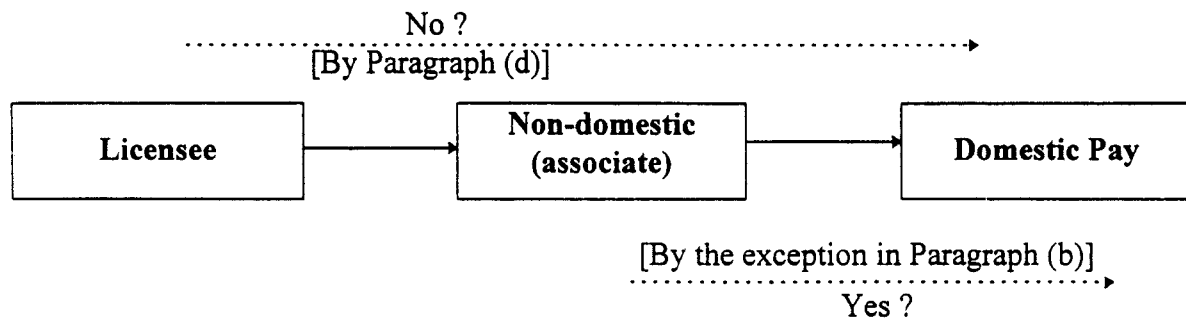 No ?
[By Paragraph (d)]
Licensee
Non-domestic
(associate)
Domestic Pay
[By the exception in Paragraph (b)]
Yes ?